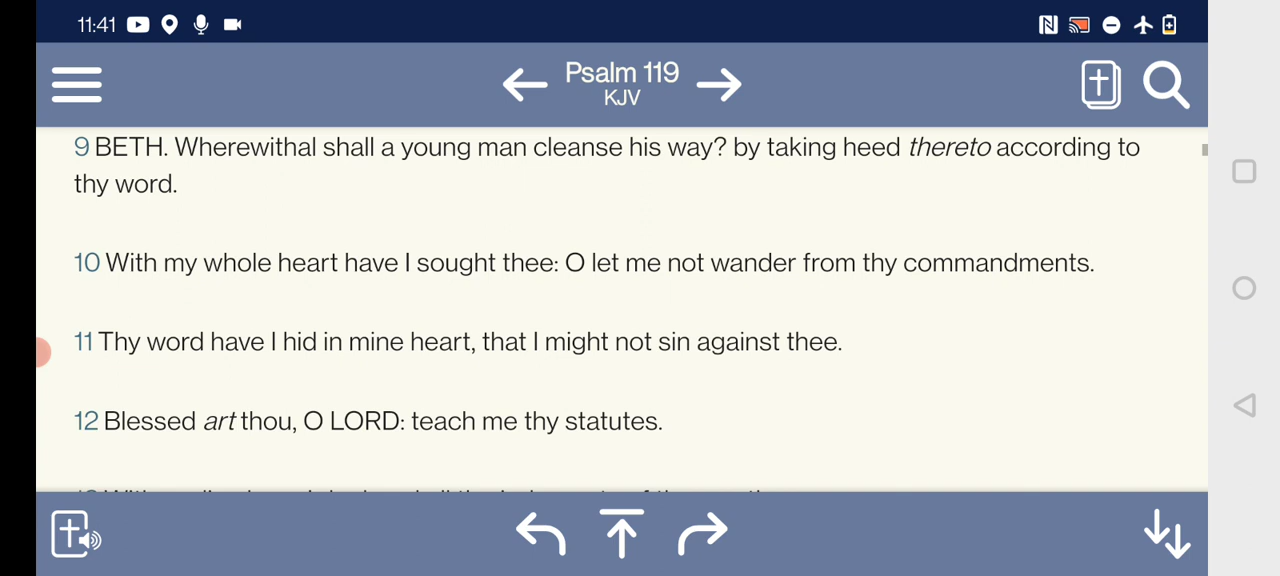 11:41
Psalm 119
KJV
9 BETH. Wherewithal shall a young man cleanse his way? by taking heed thereto according to
thy word.
10 With my whole heart have I sought thee: O let me not wander from thy commandments.
11 Thy word have I hid in mine heart, that I might not sin against thee.
12 Blessed art thou, O LORD: teach me thy statutes.